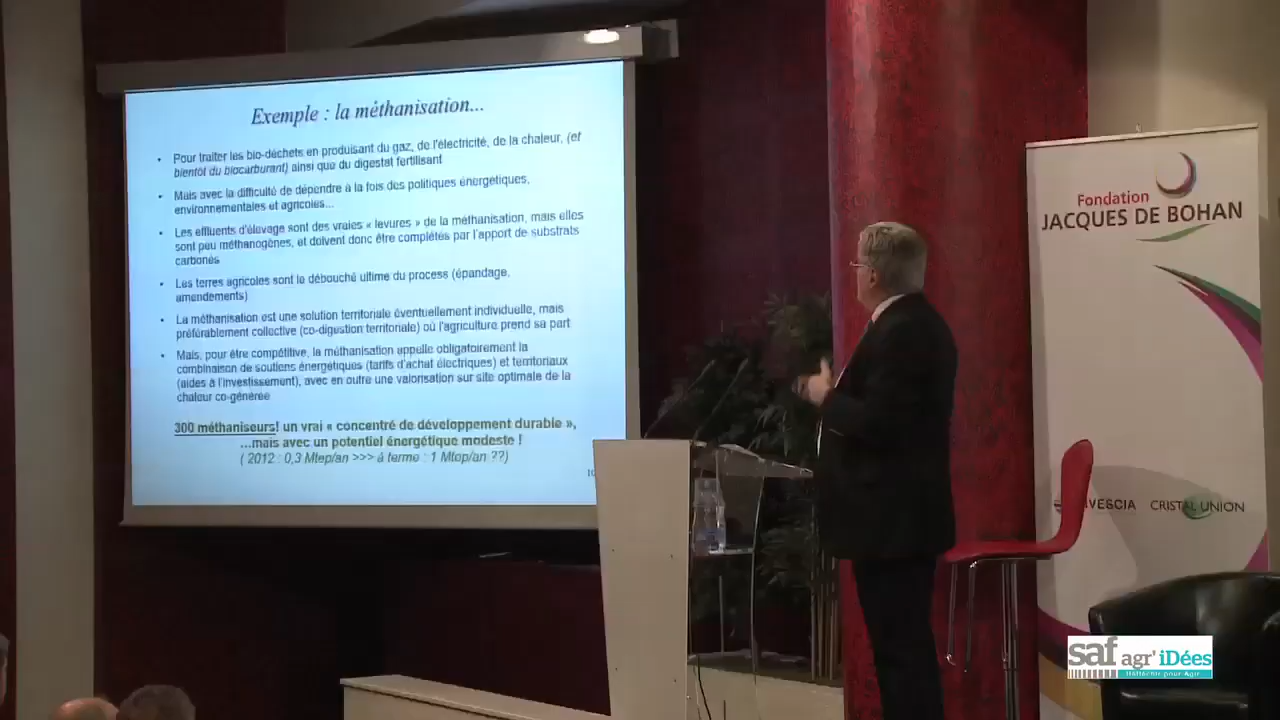 Exemple : la méthanisation...
• Pour traiter les bio-déchets en produisant du gaz, de l'électricité, de la chaleur, (et
bientôt du biocarburant) ainsi que du digestat fertilisant
• Mais avec la difficulté de dépendre à la fois des politiques énergétiques,
environnementales et agricoles...
• Les effluents d'élevage sont des vraies « levures » de la méthanisation, mais elles
sont peu méthanogènes, et doivent donc être complétés par l'apport de substrats
carbonés
• Les terres agricoles sont le débouché ultime du process (épandage,
amendements)
• La méthanisation est une solution territoriale éventuellement individuelle, mais
préférablement collective (co-digestion territoriale) où l'agriculture prend sa part
• Mais, pour être compétitive, la méthanisation appelle obligatoirement la
combinaison de soutiens énergétiques (tarifs d'achat électriques) et territoriaux
(aides à l'investissement), avec en outre une valorisation sur site optimale de la
chaleur co-générée
300 méthaniseurs! un vrai « concentré de développement durable »,
...mais avec un potentiel énergétique modeste !
( 2012 : 0,3 Mtep/an >>> à terme : 1 Mtep/an ??)
Fondation
JACQUES DE BOHAN
VESCIA CRISTAL UNION
saf agr'iDées
Réfléchir pour Agir